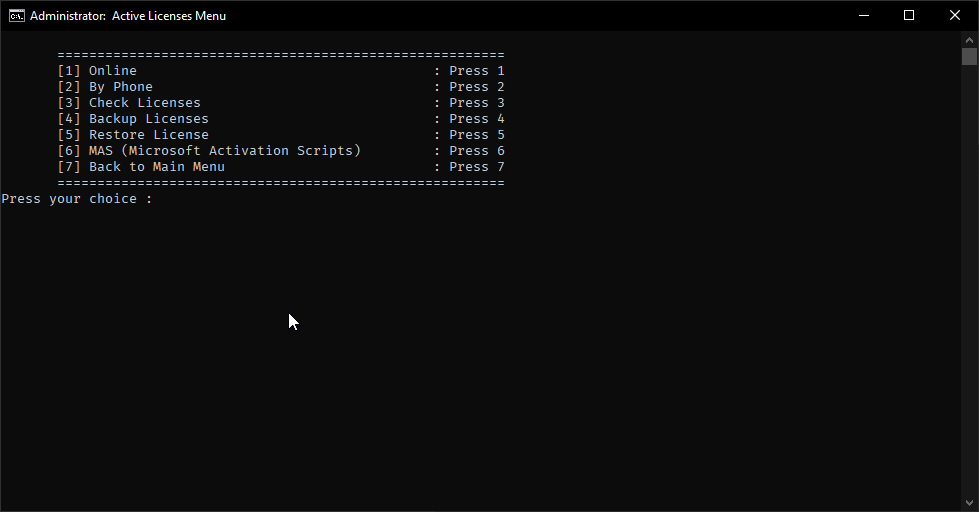 Administrator:  Active Licenses Menu
========================================================
[1] Online                                     : Press 1
[2] By Phone                                   : Press 2
[3] Check Licenses                             : Press 3
[4] Backup Licenses                            : Press 4
[5] Restore License                            : Press 5
[6] MAS (Microsoft Activation Scripts)         : Press 6
[7] Back to Main Menu                          : Press 7
========================================================
Press your choice :